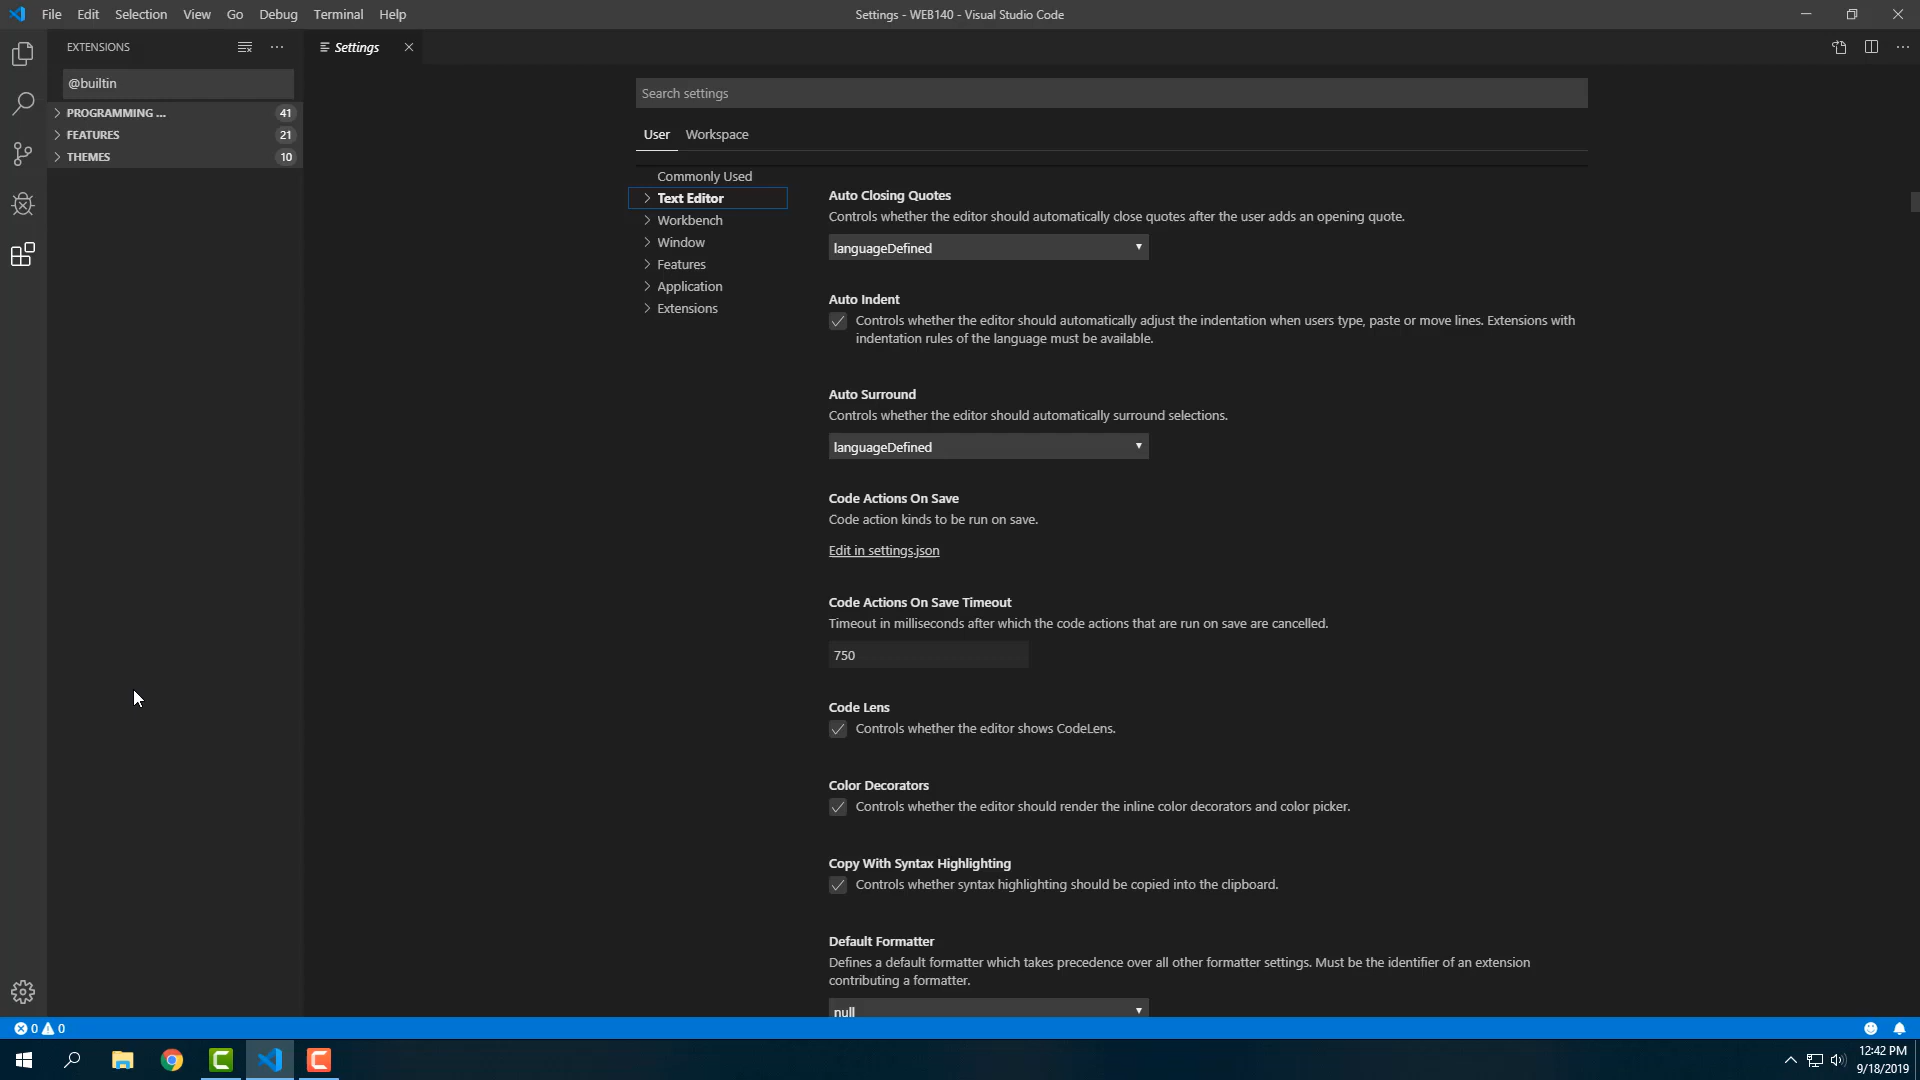 File Edit Selection View Go Debug Terminal Help
Settings - WEB140 - Visual Studio Code
EXTENSIONS
Settings
@builtin
PROGRAMMING ... 41
FEATURES 21
THEMES 10
Search settings
User Workspace
Commonly Used
Text Editor
Workbench
Window
Features
Application
Extensions
Auto Closing Quotes
Controls whether the editor should automatically close quotes after the user adds an opening quote.
languageDefined
Auto Indent
Controls whether the editor should automatically adjust the indentation when users type, paste or move lines. Extensions with
indentation rules of the language must be available.
Auto Surround
Controls whether the editor should automatically surround selections.
languageDefined
Code Actions On Save
Code action kinds to be run on save.
Edit in settings.json
Code Actions On Save Timeout
Timeout in milliseconds after which the code actions that are run on save are cancelled.
750
Code Lens
Controls whether the editor shows CodeLens.
Color Decorators
Controls whether the editor should render the inline color decorators and color picker.
Copy With Syntax Highlighting
Controls whether syntax highlighting should be copied into the clipboard.
Default Formatter
Defines a default formatter which takes precedence over all other formatter settings. Must be the identifier of an extension
contributing a formatter.
null
0 0
12:42 PM
9/18/2019